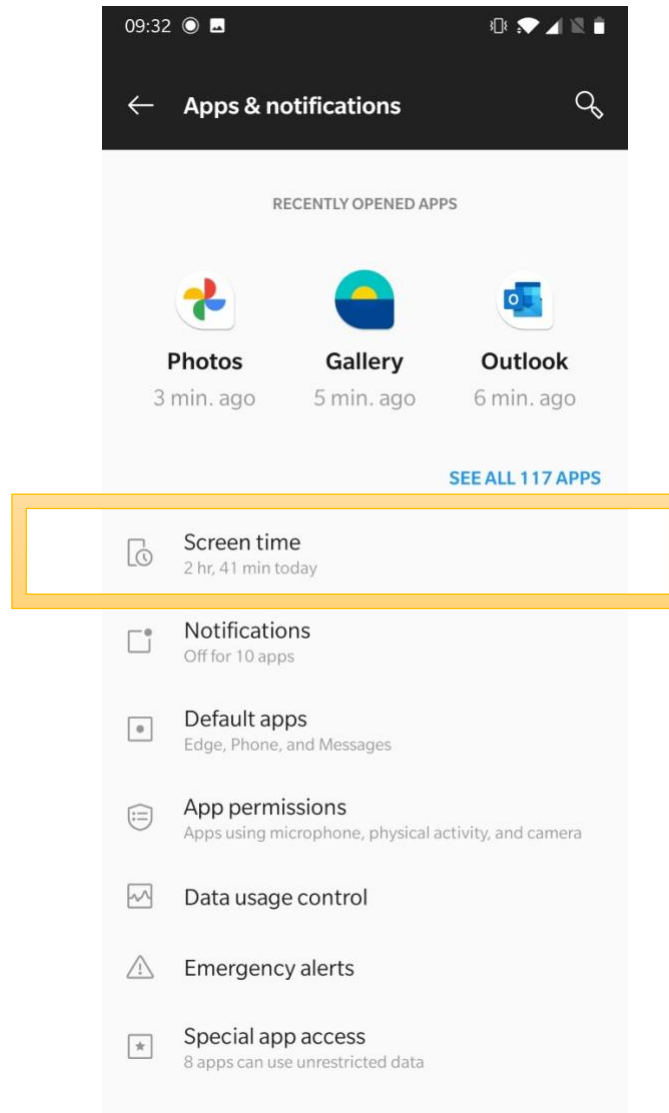 09:32
Apps & notifications
RECENTLY OPENED APPS
Photos Gallery Outlook
3 min. ago 5 min. ago 6 min. ago
SEE ALL 117 APPS
Screen time
2 hr, 41 min today
Notifications
Off for 10 apps
Default apps
Edge, Phone, and Messages
App permissions
Apps using microphone, physical activity, and camera
Data usage control
Emergency alerts
Special app access
8 apps can use unrestricted data